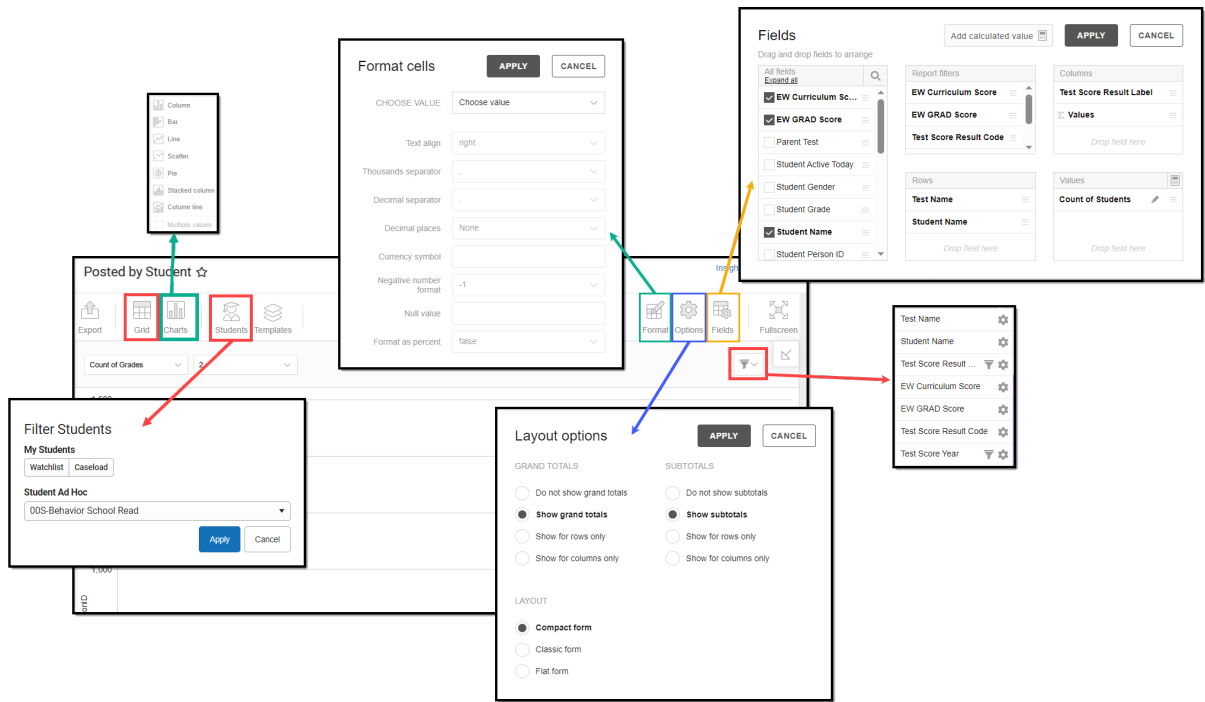 Column
Bar
Line
Scatter
Pie
Stacked column
Column line
Multiple values
Format cells
APPLY
CANCEL
CHOOSE VALUE
Choose value
Text align
right
Thousands separator
,
Decimal separator
.
Decimal places
None
Currency symbol
Negative number format
-1
Null value
Format as percent
false
Fields
Add calculated value
APPLY
CANCEL
Drag and drop fields to arrange
All fields
Expand all
EW Curriculum Sc...
EW GRAD Score
Parent Test
Student Active Today
Student Gender
Student Grade
Student Name
Student Person ID
Report filters
EW Curriculum Score
EW GRAD Score
Test Score Result Code
Columns
Test Score Result Label
Σ Values
Drop field here
Rows
Test Name
Student Name
Drop field here
Values
Count of Students
Drop field here
Posted by Student
Insigh
Export
Grid
Charts
Students
Templates
Format
Options
Fields
Fullscreen
Count of Grades
2
1,500
1,000
Filter Students
My Students
Watchlist
Caseload
Student Ad Hoc
00S-Behavior School Read
Apply
Cancel
Layout options
APPLY
CANCEL
GRAND TOTALS
Do not show grand totals
Show grand totals
Show for rows only
Show for columns only
SUBTOTALS
Do not show subtotals
Show subtotals
Show for rows only
Show for columns only
LAYOUT
Compact form
Classic form
Flat form
Test Name
Student Name
Test Score Result ...
EW Curriculum Score
EW GRAD Score
Test Score Result Code
Test Score Year